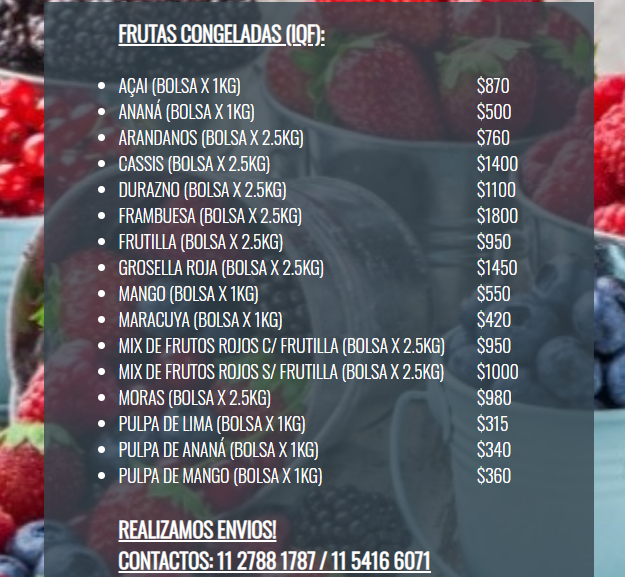 FRUTAS CONGELADAS (IQF):
AÇAI (BOLSA X 1KG) $870
ANANÁ (BOLSA X 1KG) $500
ARANDANOS (BOLSA X 2.5KG) $760
CASSIS (BOLSA X 2.5KG) $1400
DURAZNO (BOLSA X 2.5KG) $1100
FRAMBUESA (BOLSA X 2.5KG) $1800
FRUTILLA (BOLSA X 2.5KG) $950
GROSELLA ROJA (BOLSA X 2.5KG) $1450
MANGO (BOLSA X 1KG) $550
MARACUYA (BOLSA X 1KG) $420
MIX DE FRUTOS ROJOS C/ FRUTILLA (BOLSA X 2.5KG) $950
MIX DE FRUTOS ROJOS S/ FRUTILLA (BOLSA X 2.5KG) $1000
MORAS (BOLSA X 2.5KG) $980
PULPA DE LIMA (BOLSA X 1KG) $315
PULPA DE ANANÁ (BOLSA X 1KG) $340
PULPA DE MANGO (BOLSA X 1KG) $360
REALIZAMOS ENVIOS!
CONTACTOS: 11 2788 1787 / 11 5416 6071